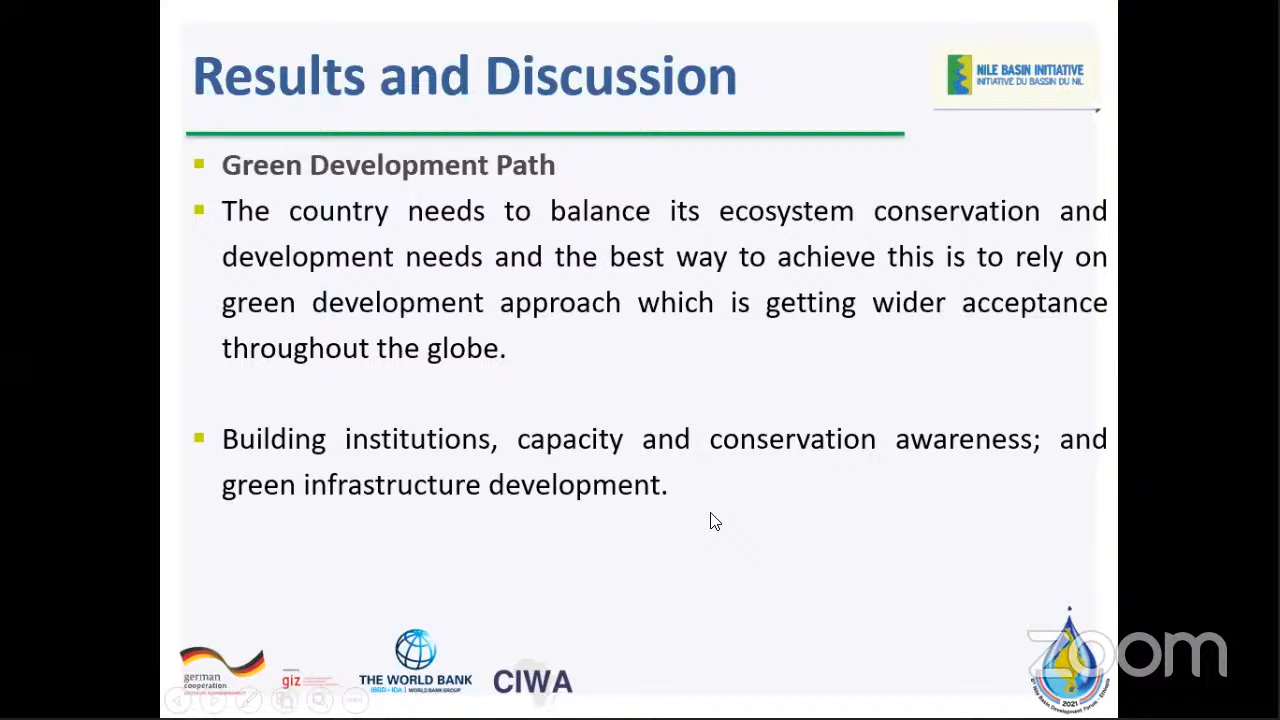 Results and Discussion
NILE BASIN INITIATIVE
INITIATIVE DU BASSIN DU NIL
Green Development Path
The country needs to balance its ecosystem conservation and
development needs and the best way to achieve this is to rely on
green development approach which is getting wider acceptance
throughout the globe.
Building institutions, capacity and conservation awareness; and
green infrastructure development.
german
cooperation
giz
THE WORLD BANK
IBRD • IDA | WORLD BANK GROUP
CIWA
zoom
2021